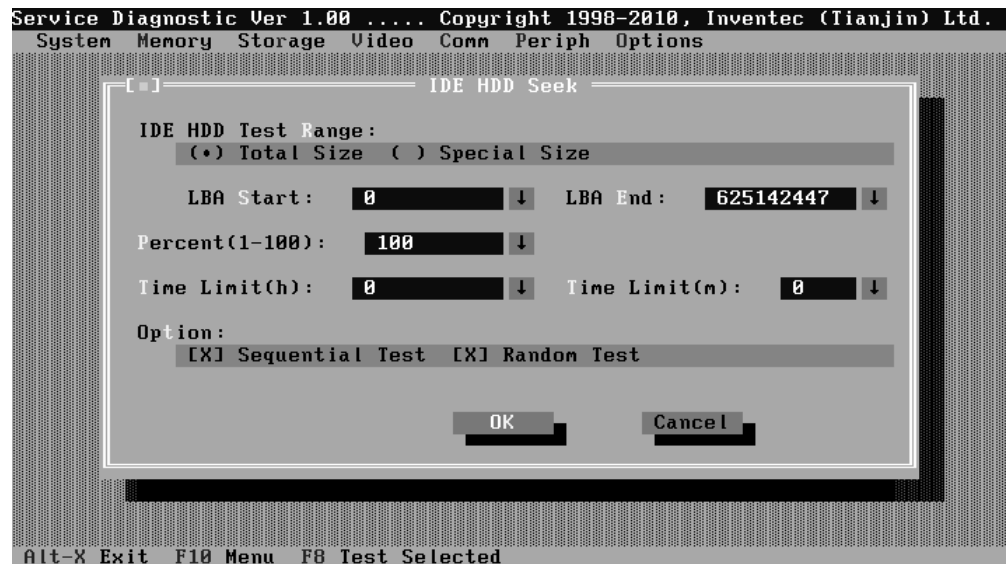 Service Diagnostic Ver 1.00 ..... Copyright 1998-2010, Inventec (Tianjin) Ltd.
System Memory Storage Video Comm Periph Options
[■] IDE HDD Seek
IDE HDD Test Range:
(•) Total Size ( ) Special Size
LBA Start: 0 ↓ LBA End: 625142447 ↓
Percent(1-100): 100 ↓
Time Limit(h): 0 ↓ Time Limit(m): 0 ↓
Option:
[X] Sequential Test [X] Random Test
OK Cancel
Alt-X Exit F10 Menu F8 Test Selected